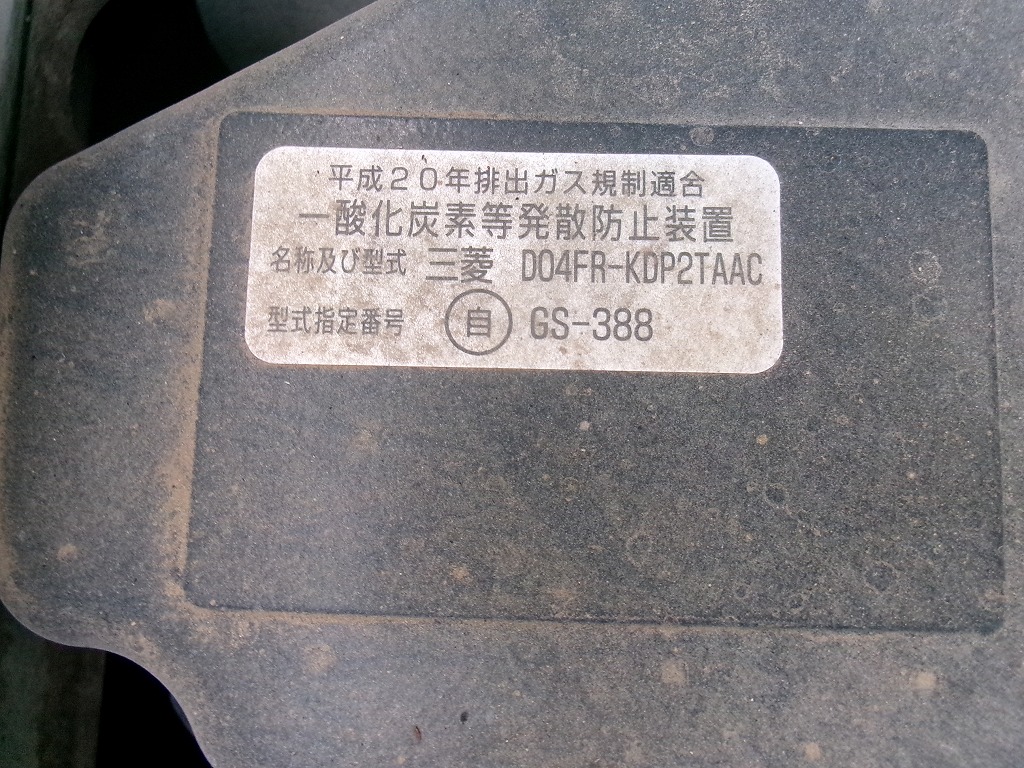 平成20年排出ガス規制適合
一酸化炭素等発散防止装置
名称及び型式 三菱 D04FR-KDP2TAAC
型式指定番号 自 GS-388